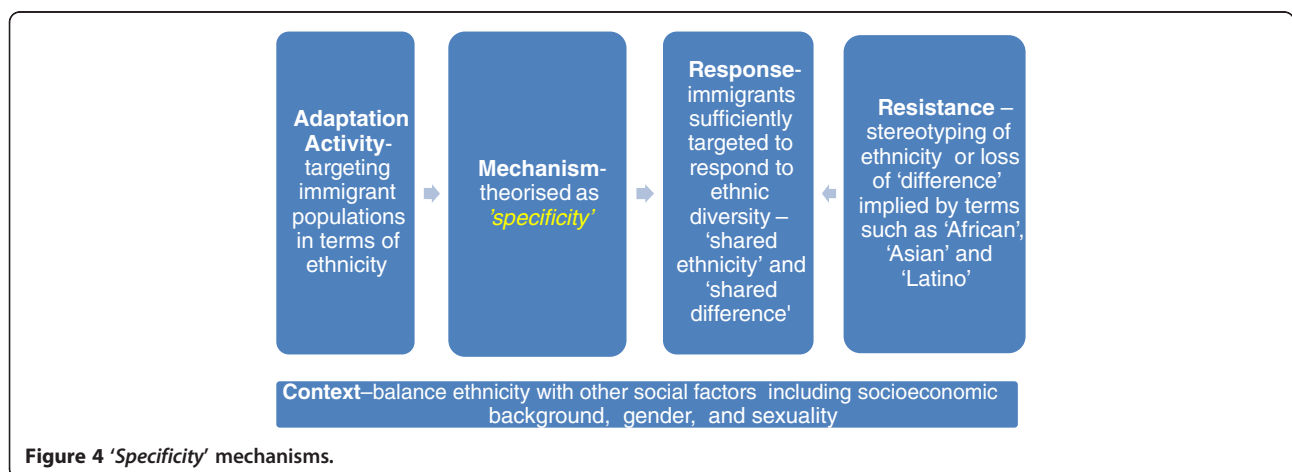 Adaptation
Activity-
targeting
immigrant
populations
in terms of
ethnicity
Mechanism-
theorised as
'specificity'
Response-
immigrants
sufficiently
targeted to
respond to
ethnic
diversity –
‘shared
ethnicity’ and
‘shared
difference'
Resistance –
stereotyping of
ethnicity or loss
of ‘difference’
implied by terms
such as ‘African’,
‘Asian’ and
‘Latino’
Context–balance ethnicity with other social factors including socioeconomic
background, gender, and sexuality
Figure 4 ‘Specificity’ mechanisms.